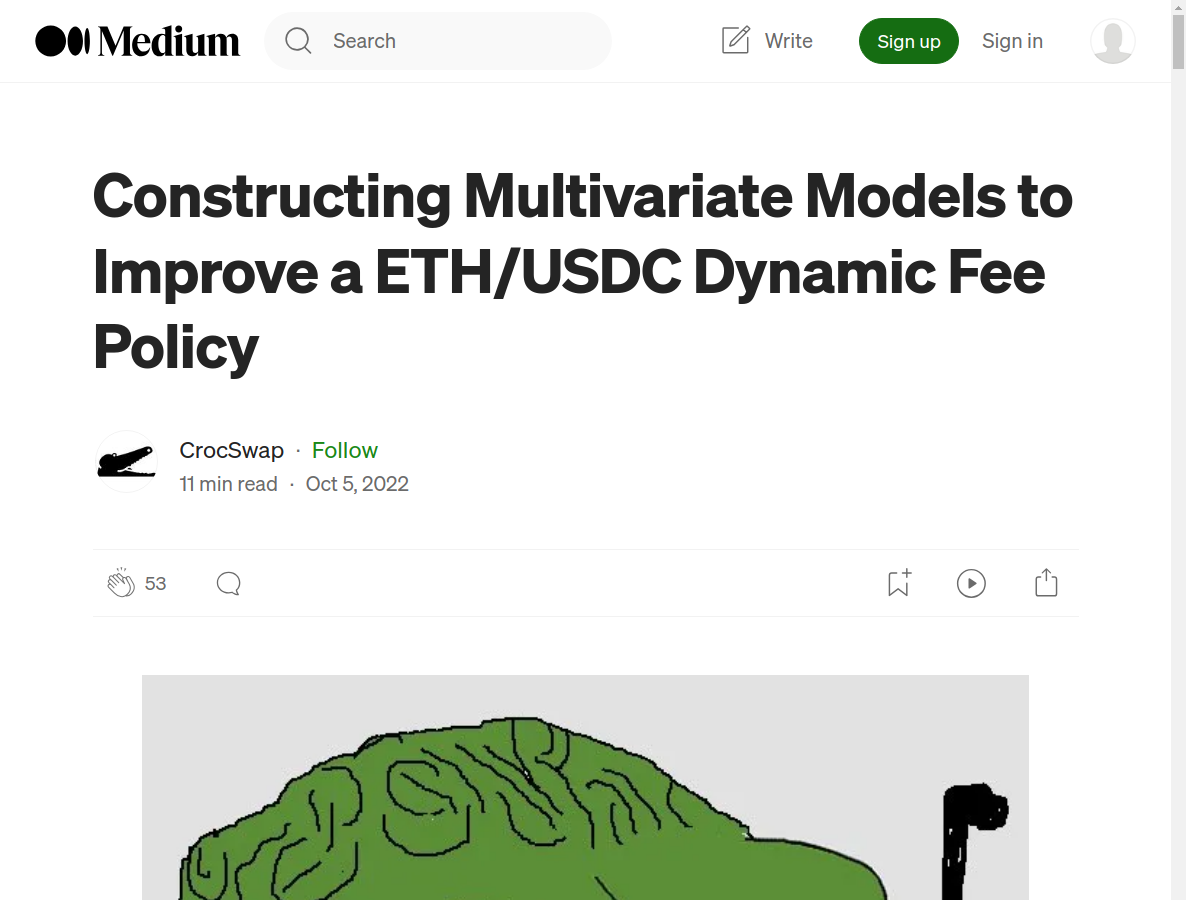 Medium
Search
Write
Sign up
Sign in
Constructing Multivariate Models to
Improve a ETH/USDC Dynamic Fee
Policy
CrocSwap · Follow
11 min read · Oct 5, 2022
53